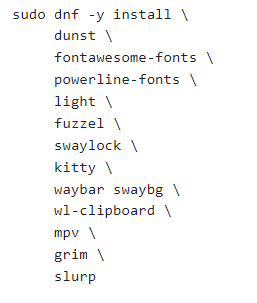 sudo dnf -y install \
dunst \
fontawesome-fonts \
powerline-fonts \
light \
fuzzel \
swaylock \
kitty \
waybar swaybg \
wl-clipboard \
mpv \
grim \
slurp